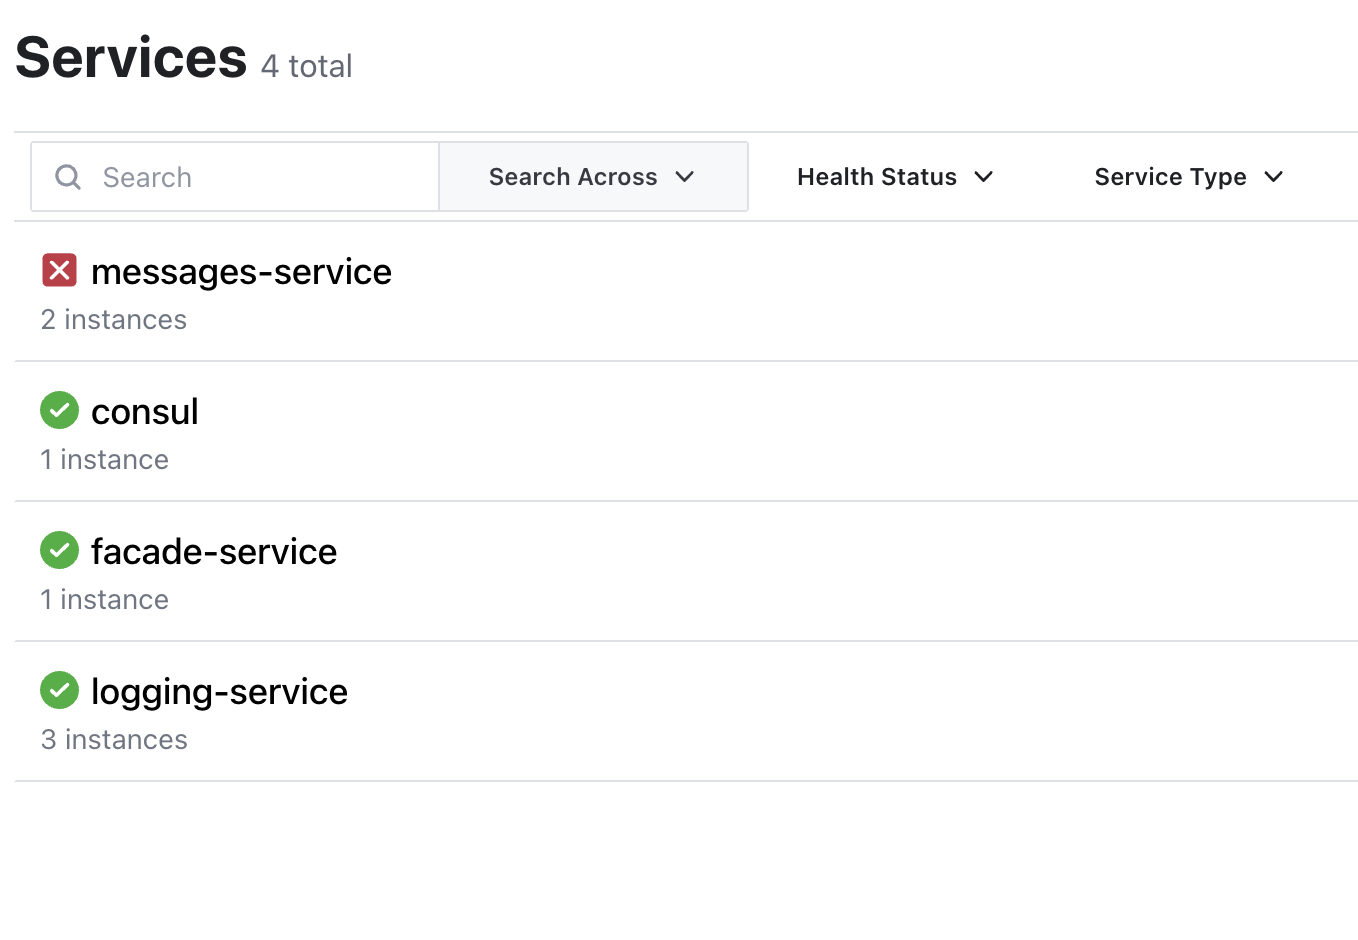 Services 4 total
Search Search Across Health Status Service Type
messages-service
2 instances
consul
1 instance
facade-service
1 instance
logging-service
3 instances